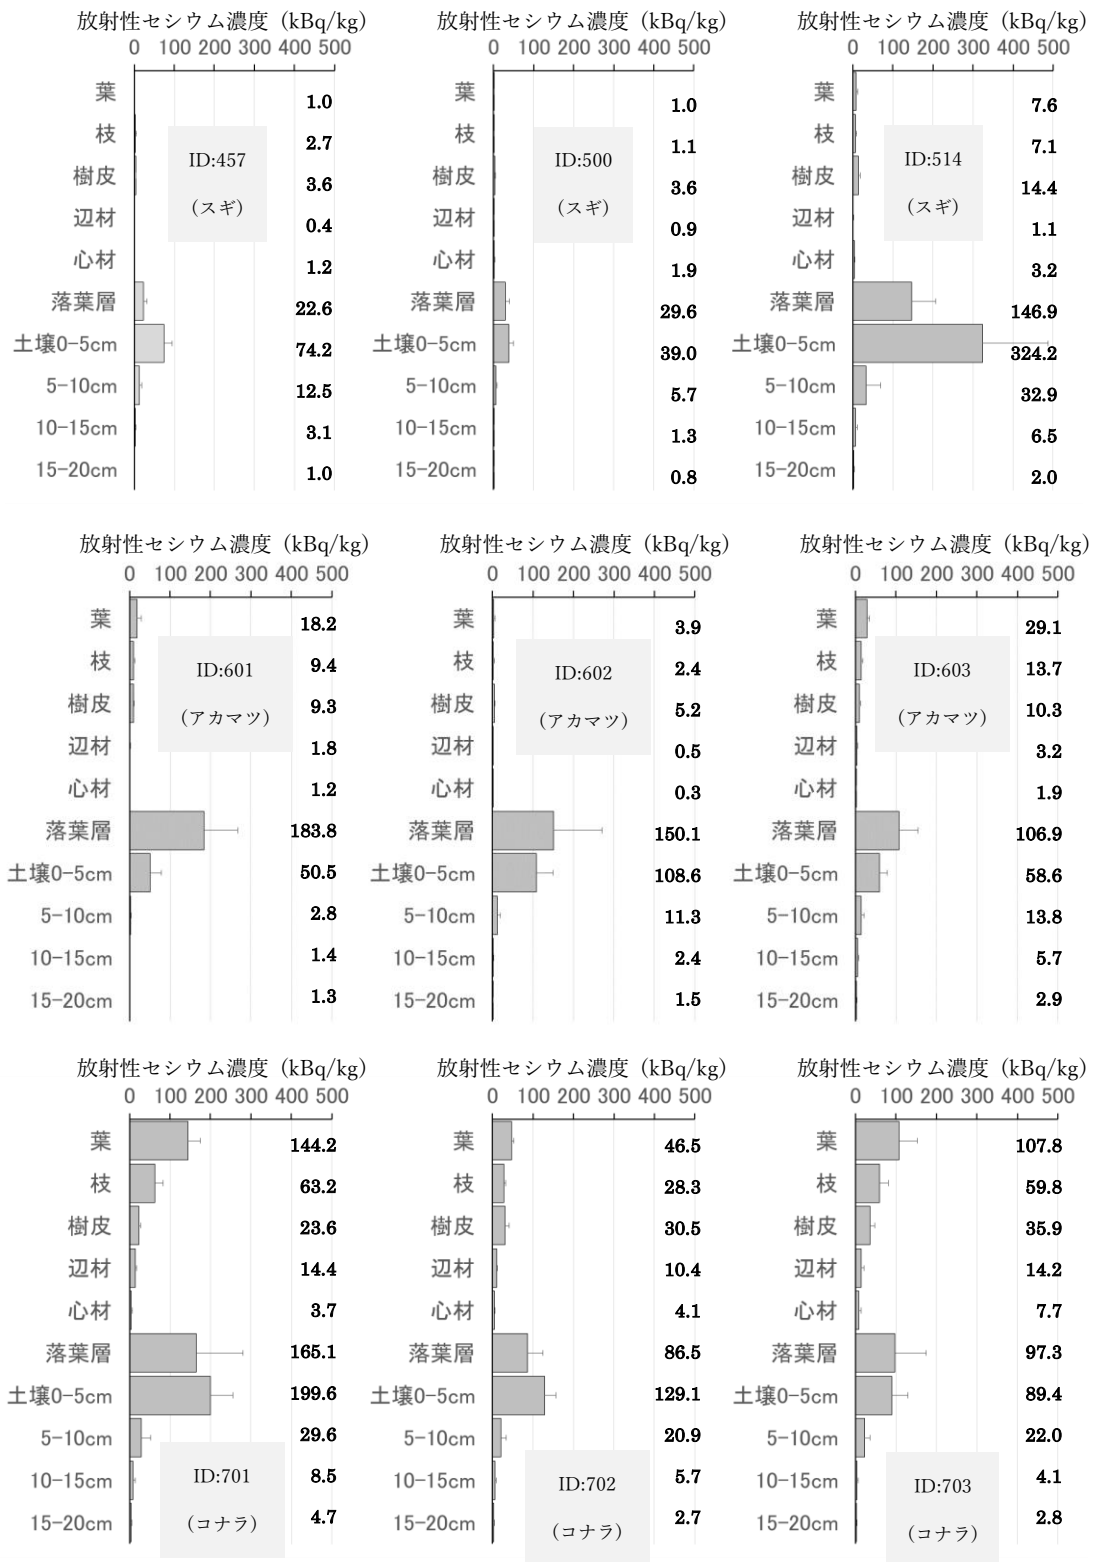 放射性セシウム濃度（kBq/kg）
0 100 200 300 400 500
葉 1.0
枝 2.7
樹皮 3.6
辺材 0.4
心材 1.2
落葉層 22.6
土壌0-5cm 74.2
5-10cm 12.5
10-15cm 3.1
15-20cm 1.0
ID:457
（スギ）
放射性セシウム濃度（kBq/kg）
0 100 200 300 400 500
葉 1.0
枝 1.1
樹皮 3.6
辺材 0.9
心材 1.9
落葉層 29.6
土壌0-5cm 39.0
5-10cm 5.7
10-15cm 1.3
15-20cm 0.8
ID:500
（スギ）
放射性セシウム濃度（kBq/kg）
0 100 200 300 400 500
葉 7.6
枝 7.1
樹皮 14.4
辺材 1.1
心材 3.2
落葉層 146.9
土壌0-5cm 324.2
5-10cm 32.9
10-15cm 6.5
15-20cm 2.0
ID:514
（スギ）
放射性セシウム濃度（kBq/kg）
0 100 200 300 400 500
葉 18.2
枝 9.4
樹皮 9.3
辺材 1.8
心材 1.2
落葉層 183.8
土壌0-5cm 50.5
5-10cm 2.8
10-15cm 1.4
15-20cm 1.3
ID:601
（アカマツ）
放射性セシウム濃度（kBq/kg）
0 100 200 300 400 500
葉 3.9
枝 2.4
樹皮 5.2
辺材 0.5
心材 0.3
落葉層 150.1
土壌0-5cm 108.6
5-10cm 11.3
10-15cm 2.4
15-20cm 1.5
ID:602
（アカマツ）
放射性セシウム濃度（kBq/kg）
0 100 200 300 400 500
葉 29.1
枝 13.7
樹皮 10.3
辺材 3.2
心材 1.9
落葉層 106.9
土壌0-5cm 58.6
5-10cm 13.8
10-15cm 5.7
15-20cm 2.9
ID:603
（アカマツ）
放射性セシウム濃度（kBq/kg）
0 100 200 300 400 500
葉 144.2
枝 63.2
樹皮 23.6
辺材 14.4
心材 3.7
落葉層 165.1
土壌0-5cm 199.6
5-10cm 29.6
10-15cm 8.5
15-20cm 4.7
ID:701
（コナラ）
放射性セシウム濃度（kBq/kg）
0 100 200 300 400 500
葉 46.5
枝 28.3
樹皮 30.5
辺材 10.4
心材 4.1
落葉層 86.5
土壌0-5cm 129.1
5-10cm 20.9
10-15cm 5.7
15-20cm 2.7
ID:702
（コナラ）
放射性セシウム濃度（kBq/kg）
0 100 200 300 400 500
葉 107.8
枝 59.8
樹皮 35.9
辺材 14.2
心材 7.7
落葉層 97.3
土壌0-5cm 89.4
5-10cm 22.0
10-15cm 4.1
15-20cm 2.8
ID:703
（コナラ）